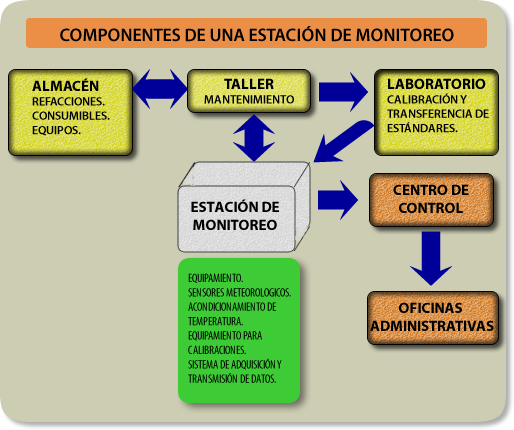 COMPONENTES DE UNA ESTACIÓN DE MONITOREO
ALMACÉN
REFACCIONES.
CONSUMIBLES.
EQUIPOS.
TALLER
MANTENIMIENTO
LABORATORIO
CALIBRACIÓN Y
TRANSFERENCIA DE
ESTÁNDARES.
ESTACIÓN DE
MONITOREO
CENTRO DE
CONTROL
EQUIPAMIENTO.
SENSORES METEOROLOGICOS.
ACONDICIONAMIENTO DE
TEMPERATURA.
EQUIPAMIENTO PARA
CALIBRACIONES.
SISTEMA DE ADQUISICIÓN Y
TRANSMISIÓN DE DATOS.
OFICINAS
ADMINISTRATIVAS